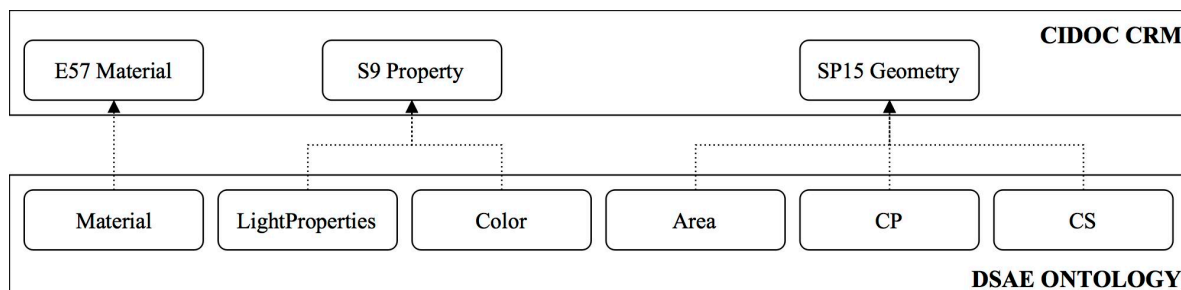 CIDOC CRM
E57 Material
S9 Property
SP15 Geometry
Material
LightProperties
Color
Area
CP
CS
DSAE ONTOLOGY